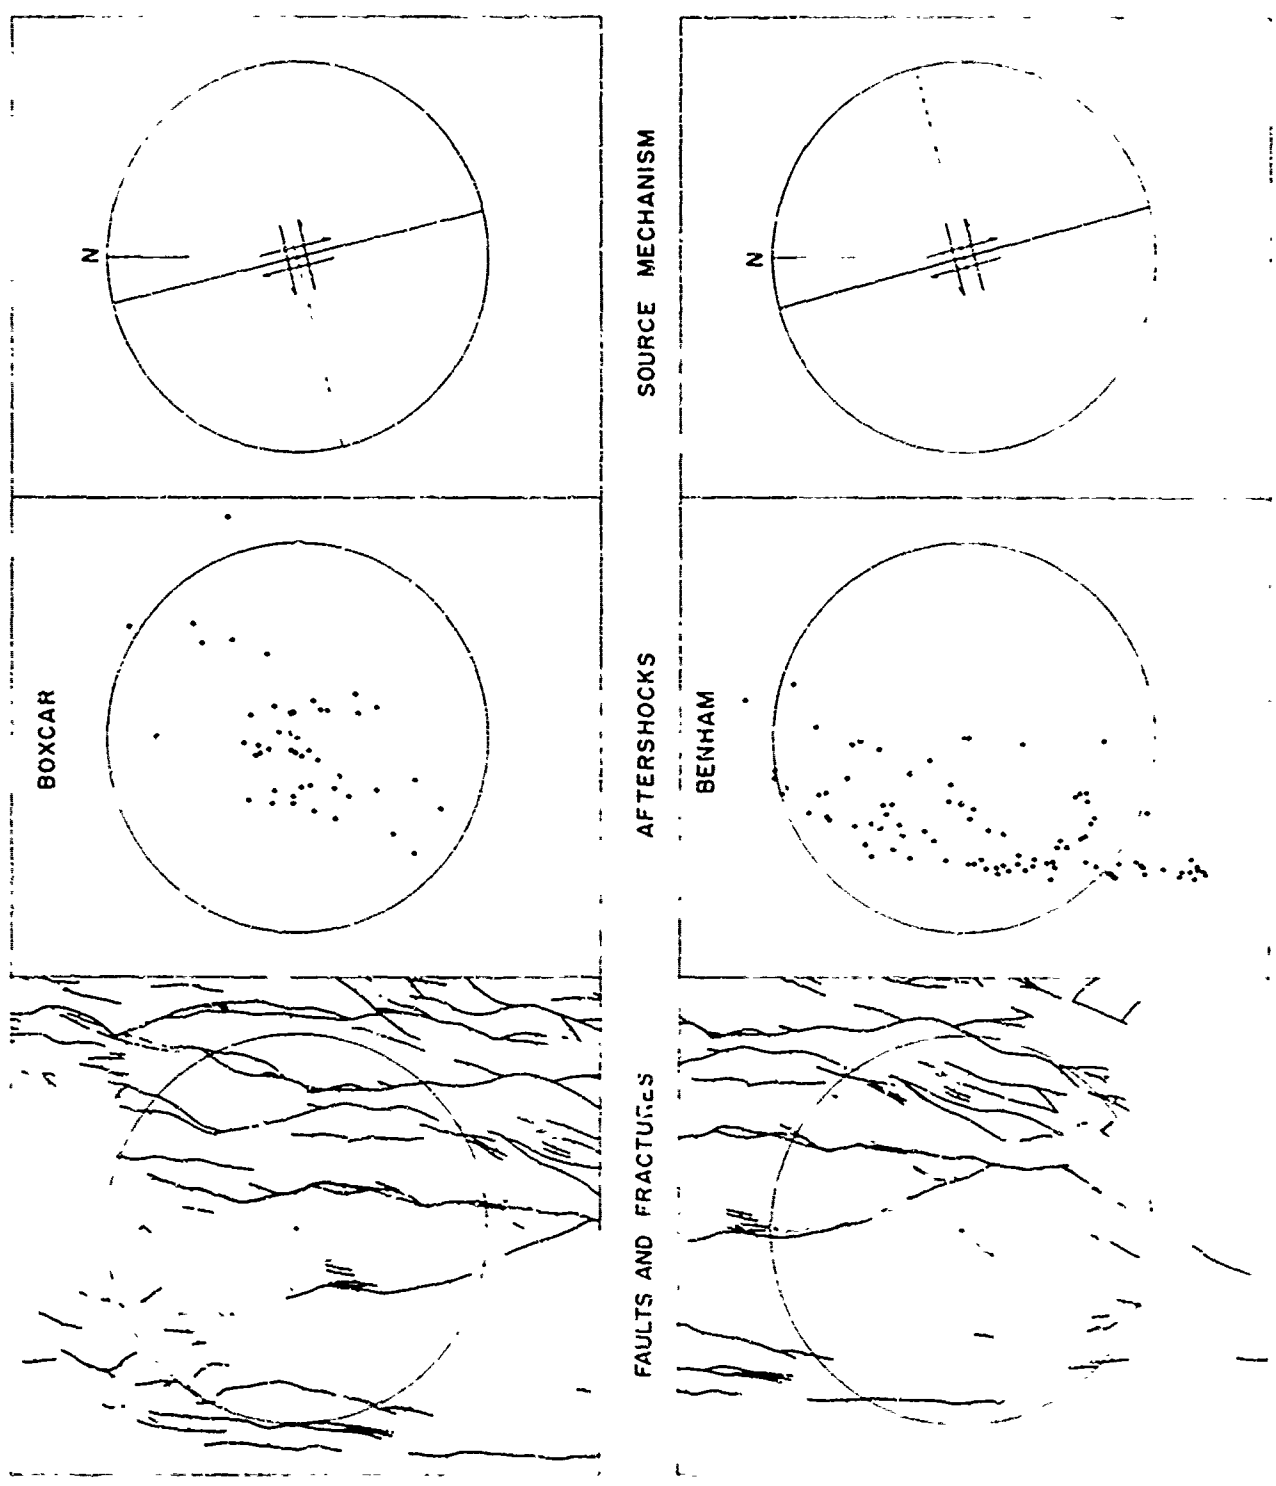 BOXCAR
N
FAULTS AND FRACTURES
AFTERSHOCKS
SOURCE MECHANISM
BENHAM
N